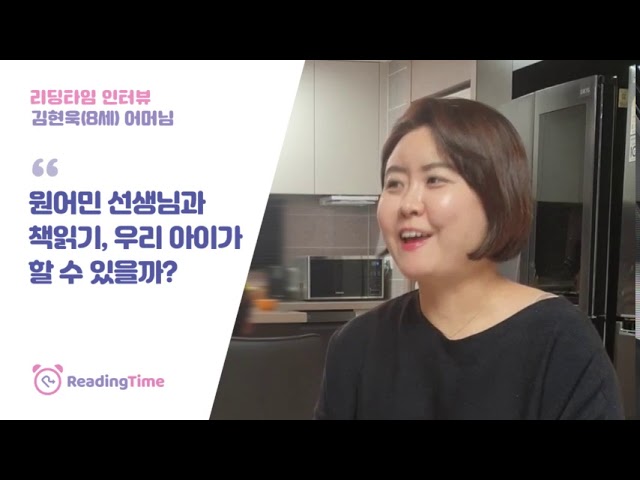 리딩타임 인터뷰
김현욱(8세) 어머님
“
원어민 선생님과
책읽기, 우리 아이가
할 수 있을까?
ReadingTime